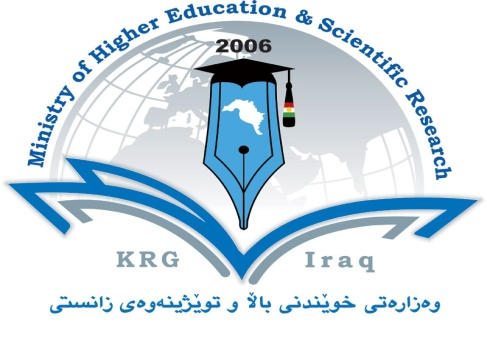 Ministry of Higher Education & Scientific Research
2006
KRG Iraq
وەزارەتی خوێندنی باڵا و توێژینەوەی زانستی